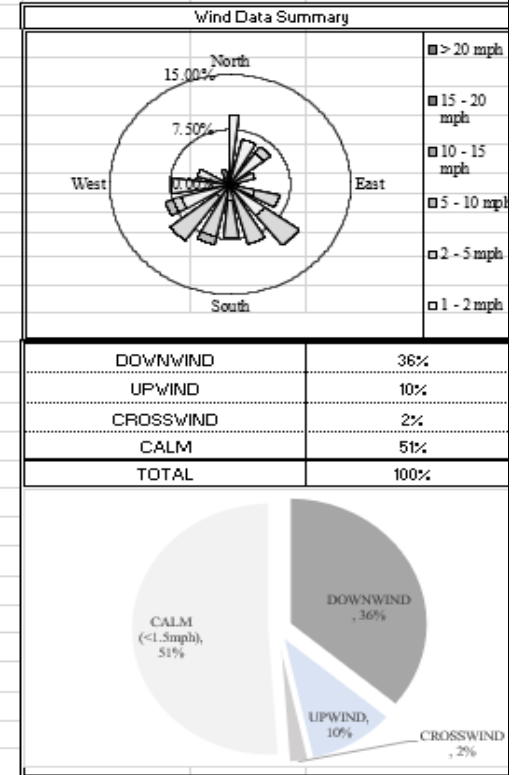 Wind Data Summary
North
15.00%
7.50%
0.00%
West
East
South
> 20 mph
15 - 20
mph
10 - 15
mph
5 - 10 mph
2 - 5 mph
1 - 2 mph
DOWNWIND 36%
UPWIND 10%
CROSSWIND 2%
CALM 51%
TOTAL 100%
DOWNWIND
, 36%
CALM
(<1.5mph),
51%
UPWIND,
10%
CROSSWIND
, 2%